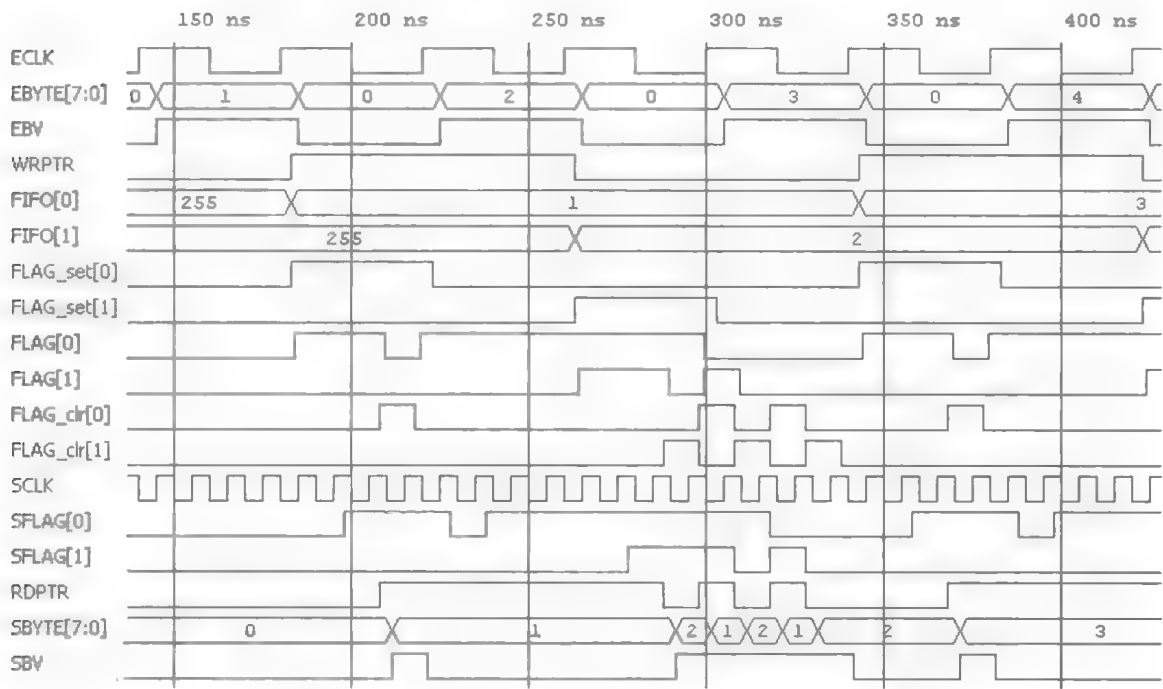 150 ns 200 ns 250 ns 300 ns 350 ns 400 ns
ECLK
EBYTE[7:0] 0 1 0 2 0 3 0 4
EBV
WRPTR
FIFO[0] 255 1 3
FIFO[1] 255 2
FLAG_set[0]
FLAG_set[1]
FLAG[0]
FLAG[1]
FLAG_clr[0]
FLAG_clr[1]
SCLK
SFLAG[0]
SFLAG[1]
RDPTR
SBYTE[7:0] 0 1 2 1 2 1 2 3
SBV